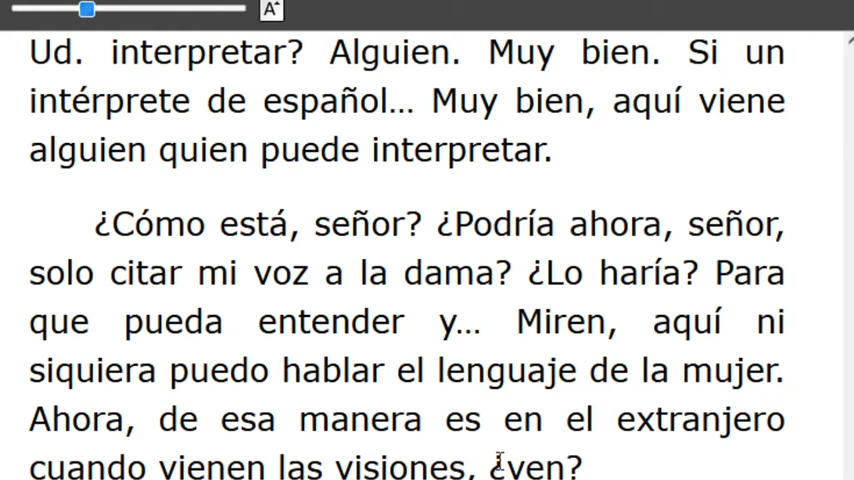 A
Ud. interpretar? Alguien. Muy bien. Si un
intérprete de español... Muy bien, aquí viene
alguien quien puede interpretar.
¿Cómo está, señor? ¿Podría ahora, señor,
solo citar mi voz a la dama? ¿Lo haría? Para
que pueda entender y... Miren, aquí ni
siquiera puedo hablar el lenguaje de la mujer.
Ahora, de esa manera es en el extranjero
cuando vienen las visiones, ¿ven?